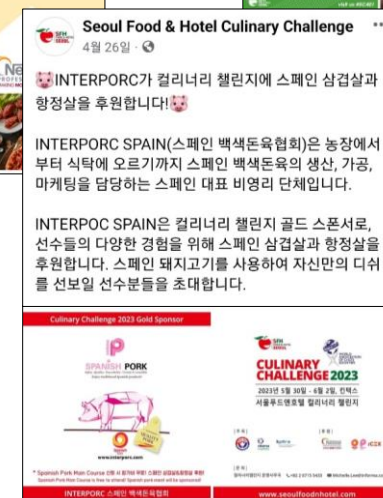 Seoul Food & Hotel Culinary Challenge
4월 26일 ·
🐷INTERPORC가 컬리너리 챌린지에 스페인 삼겹살과
항정살을 후원합니다!🐷
INTERPORC SPAIN(스페인 백색돈육협회)은 농장에서
부터 식탁에 오르기까지 스페인 백색돈육의 생산, 가공,
마케팅을 담당하는 스페인 대표 비영리 단체입니다.
INTERPOC SPAIN은 컬리너리 챌린지 골드 스폰서로,
선수들의 다양한 경험을 위해 스페인 삼겹살과 항정살을
후원합니다. 스페인 돼지고기를 사용하여 자신만의 디쉬
를 선보일 선수분들을 초대합니다.
Culinary Challenge 2023 Gold Sponsor
SPANISH PORK
www.interporc.com
INTERPORC 스페인 백색돈육협회
CULINARY
CHALLENGE 2023
2023년 5월 30일 - 6월 2일, 킨텍스
서울푸드앤호텔 컬리너리 챌린지
www.seoulfoodnhotel.com